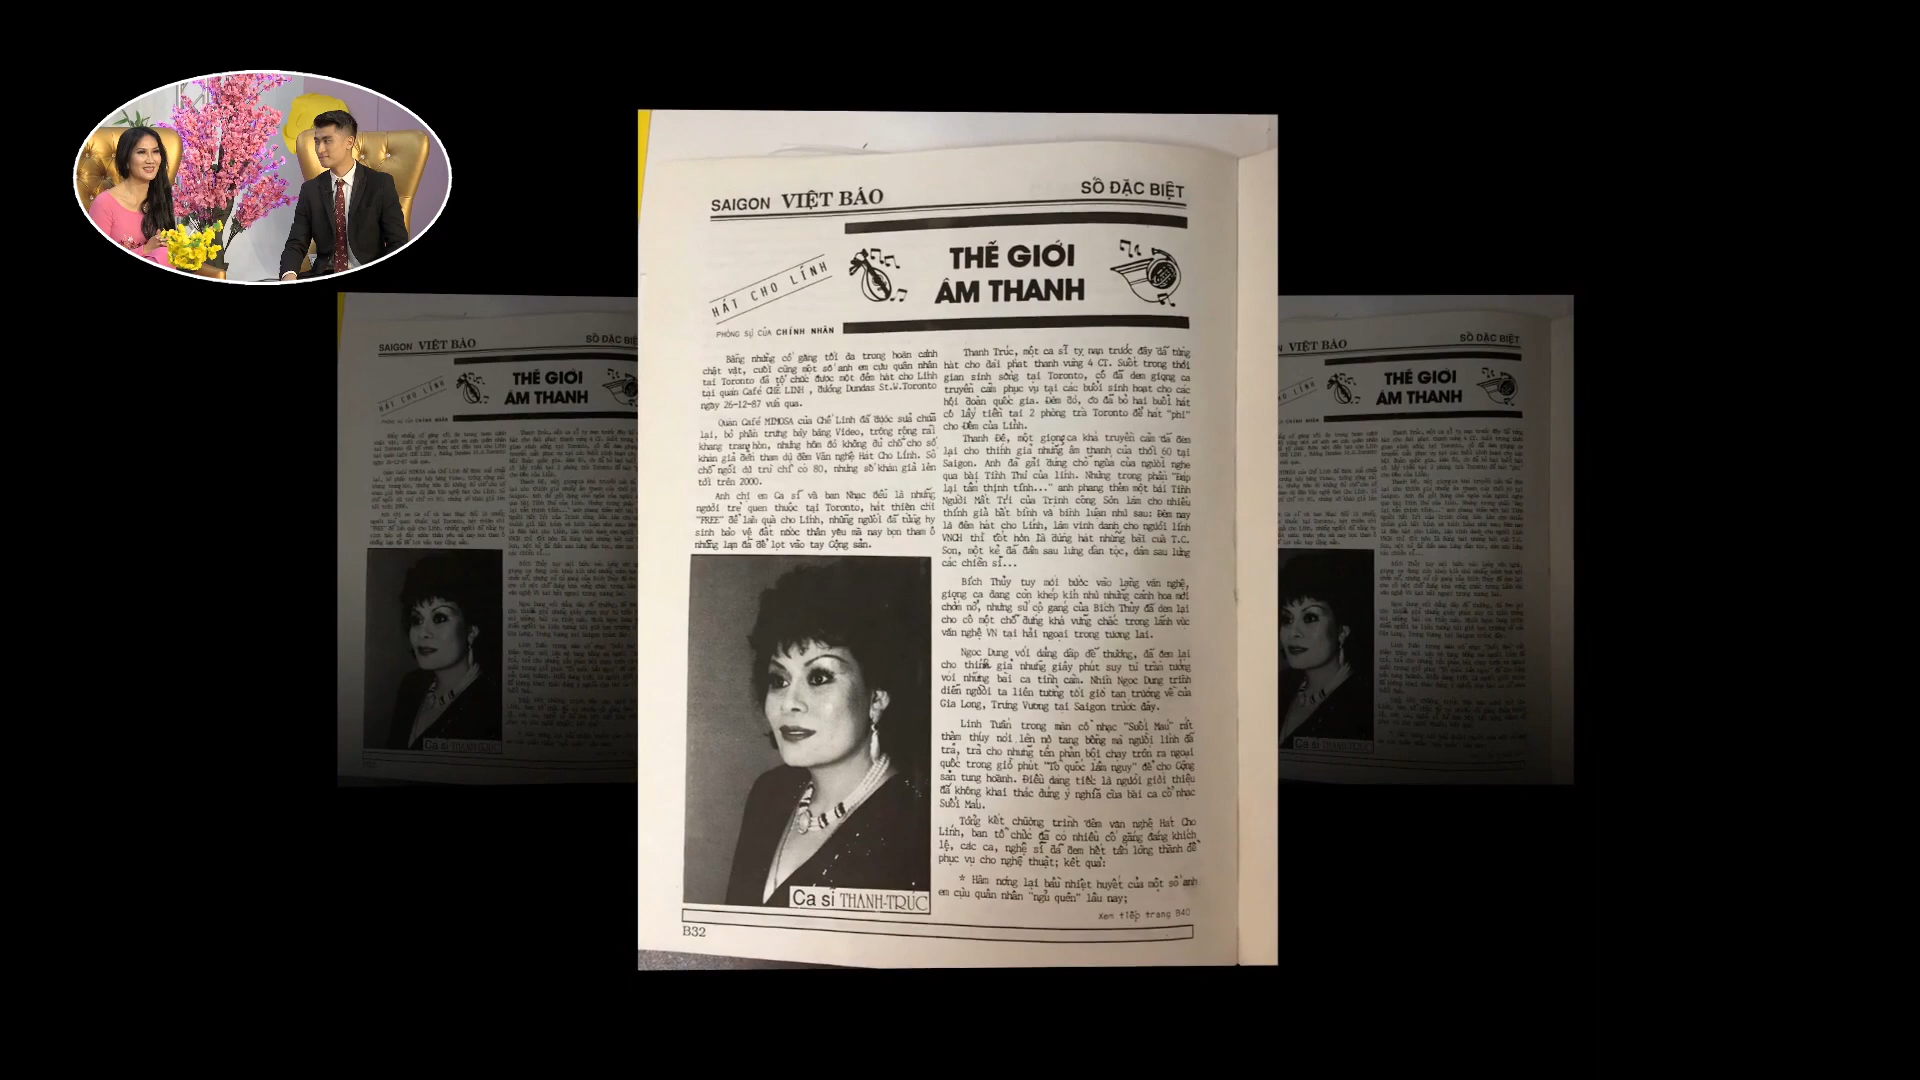 SAIGON VIỆT BÁO
SỐ ĐẶC BIỆT
HÁT CHO LÍNH
THẾ GIỚI
ÂM THANH
PHÓNG SỰ CỦA CHÍNH NHÂN
Bằng những cố gắng tối đa trong hoàn cảnh
chật vật, cuối cùng một số anh em cựu quân nhân
tại Toronto đã tổ chức được một đêm hát cho Lính
tại quán Café CHẾ LINH , đường Dundas St.W.Toronto
ngày 26-12-87 vừa qua.
Quán Café MIMOSA của Chế Linh đã được sửa chữa
lại, bỏ phần trưng bày băng Video, trông rộng rãi
khang trang hơn, nhưng hôm đó không đủ chỗ cho số
khán giả đến tham dự đêm Văn nghệ Hát Cho Lính. Số
chỗ ngồi dự trù chỉ có 80, nhưng số khán giả lên
tới trên 2000.
Anh chị em Ca sĩ và ban Nhạc đều là những
người trẻ quen thuộc tại Toronto, hát thiện chí
"FREE" để làm quà cho Lính, những người đã từng hy
sinh bảo vệ đất nước thân yêu mà nay bọn tham ô
những lạm đã để lọt vào tay Cộng sản.
Ca sĩ THANH-TRÚC
B32
Thanh Trúc, một ca sĩ tỵ nạn trước đây đã từng
hát cho đài phát thanh vùng 4 CT. Suốt trong thời
gian sinh sống tại Toronto, cô đã đem giọng ca
truyền cảm phục vụ tại các buổi sinh hoạt cho các
hội đoàn quốc gia. Đêm đó, cô đã bỏ hai buổi hát
có lấy tiền tại 2 phòng trà Toronto để hát "phi"
cho Đêm của Lính.
Thanh Đê, một giọng ca khá truyền cảm đã đem
lại cho thính giả những âm thanh của thời 60 tại
Saigon. Anh đã gãi đúng chỗ ngứa của người nghe
qua bài Tình Thư của lính. Nhưng trong phần "Đáp
lại tấm thịnh tình..." anh phang thêm một bài Tình
Người Mất Trí của Trịnh công Sơn làm cho nhiều
thính giả bất bình và bình luận như sau: Đêm nay
là đêm hát cho Lính, làm vinh danh cho người lính
VNCH thì tốt hơn là đừng hát những bài của T.C.
Sơn, một kẻ đã đâm sau lưng dân tộc, đâm sau lưng
các chiến sĩ...
Bích Thủy tuy mới bước vào làng văn nghệ,
giọng ca đang còn khép kín như những cánh hoa mới
chớm nở, nhưng sự cố gắng của Bích Thủy đã đem lại
cho cô một chỗ đứng khá vững chắc trong lãnh vực
văn nghệ VN tại hải ngoại trong tương lai.
Ngọc Dung với dáng dấp dễ thương, đã đem lại
cho thính giả những giây phút suy tư trầm tưởng
với những bài ca tình cảm. Nhìn Ngọc Dung trình
diễn người ta liên tưởng tới giờ tan trường về của
Gia Long, Trưng Vương tại Saigon trước đây.
Linh Tuấn trong màn cổ nhạc "Suối Máu" rất
thâm thúy nói lên nợ tang bồng mà người lính đã
trả, trả cho những tên phản bội chạy trốn ra ngoại
quốc trong giờ phút "Tổ quốc lâm nguy" để cho Cộng
sản tung hoành. Điều đáng tiếc là người giới thiệu
đã không khai thác đúng ý nghĩa của bài ca cổ nhạc
Suối Máu.
Tổng kết chương trình đêm văn nghệ Hát Cho
Lính, ban tổ chức đã có nhiều cố gắng đáng khích
lệ, các ca, nghệ sĩ đã đem hết tấm lòng thành để
phục vụ cho nghệ thuật; kết quả:
* Hâm nóng lại bầu nhiệt huyết của một số anh
em cựu quân nhân "ngủ quên" lâu nay;
Xem tiếp trang B40